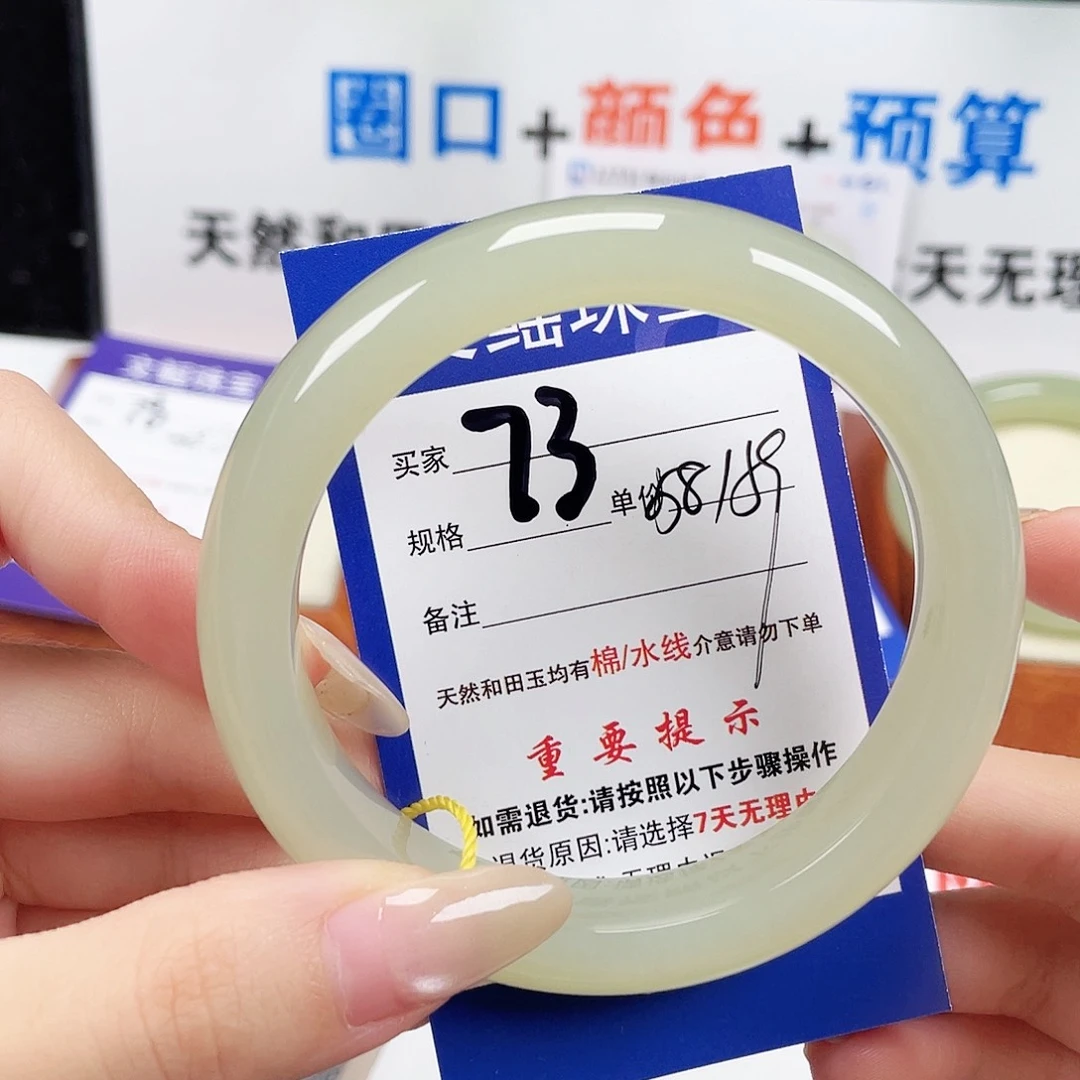 圈口+颜色+预算
天然和田
天无理
73
买家
规格 单价 58/189
备注
天然和田玉均有棉/水线介意请勿下单
重要提示
如需退货:请按照以下步骤操作
退货原因:请选择7天无理由